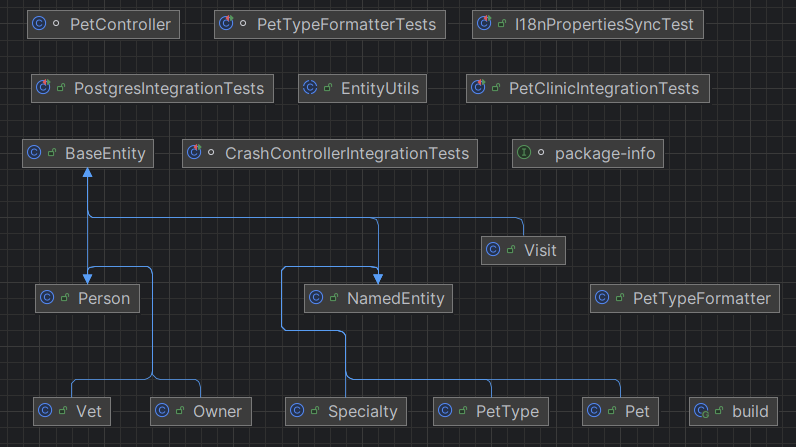 PetController
PetTypeFormatterTests
I18nPropertiesSyncTest
PostgresIntegrationTests
EntityUtils
PetClinicIntegrationTests
BaseEntity
CrashControllerIntegrationTests
package-info
Visit
Person
NamedEntity
PetTypeFormatter
Vet
Owner
Specialty
PetType
Pet
build